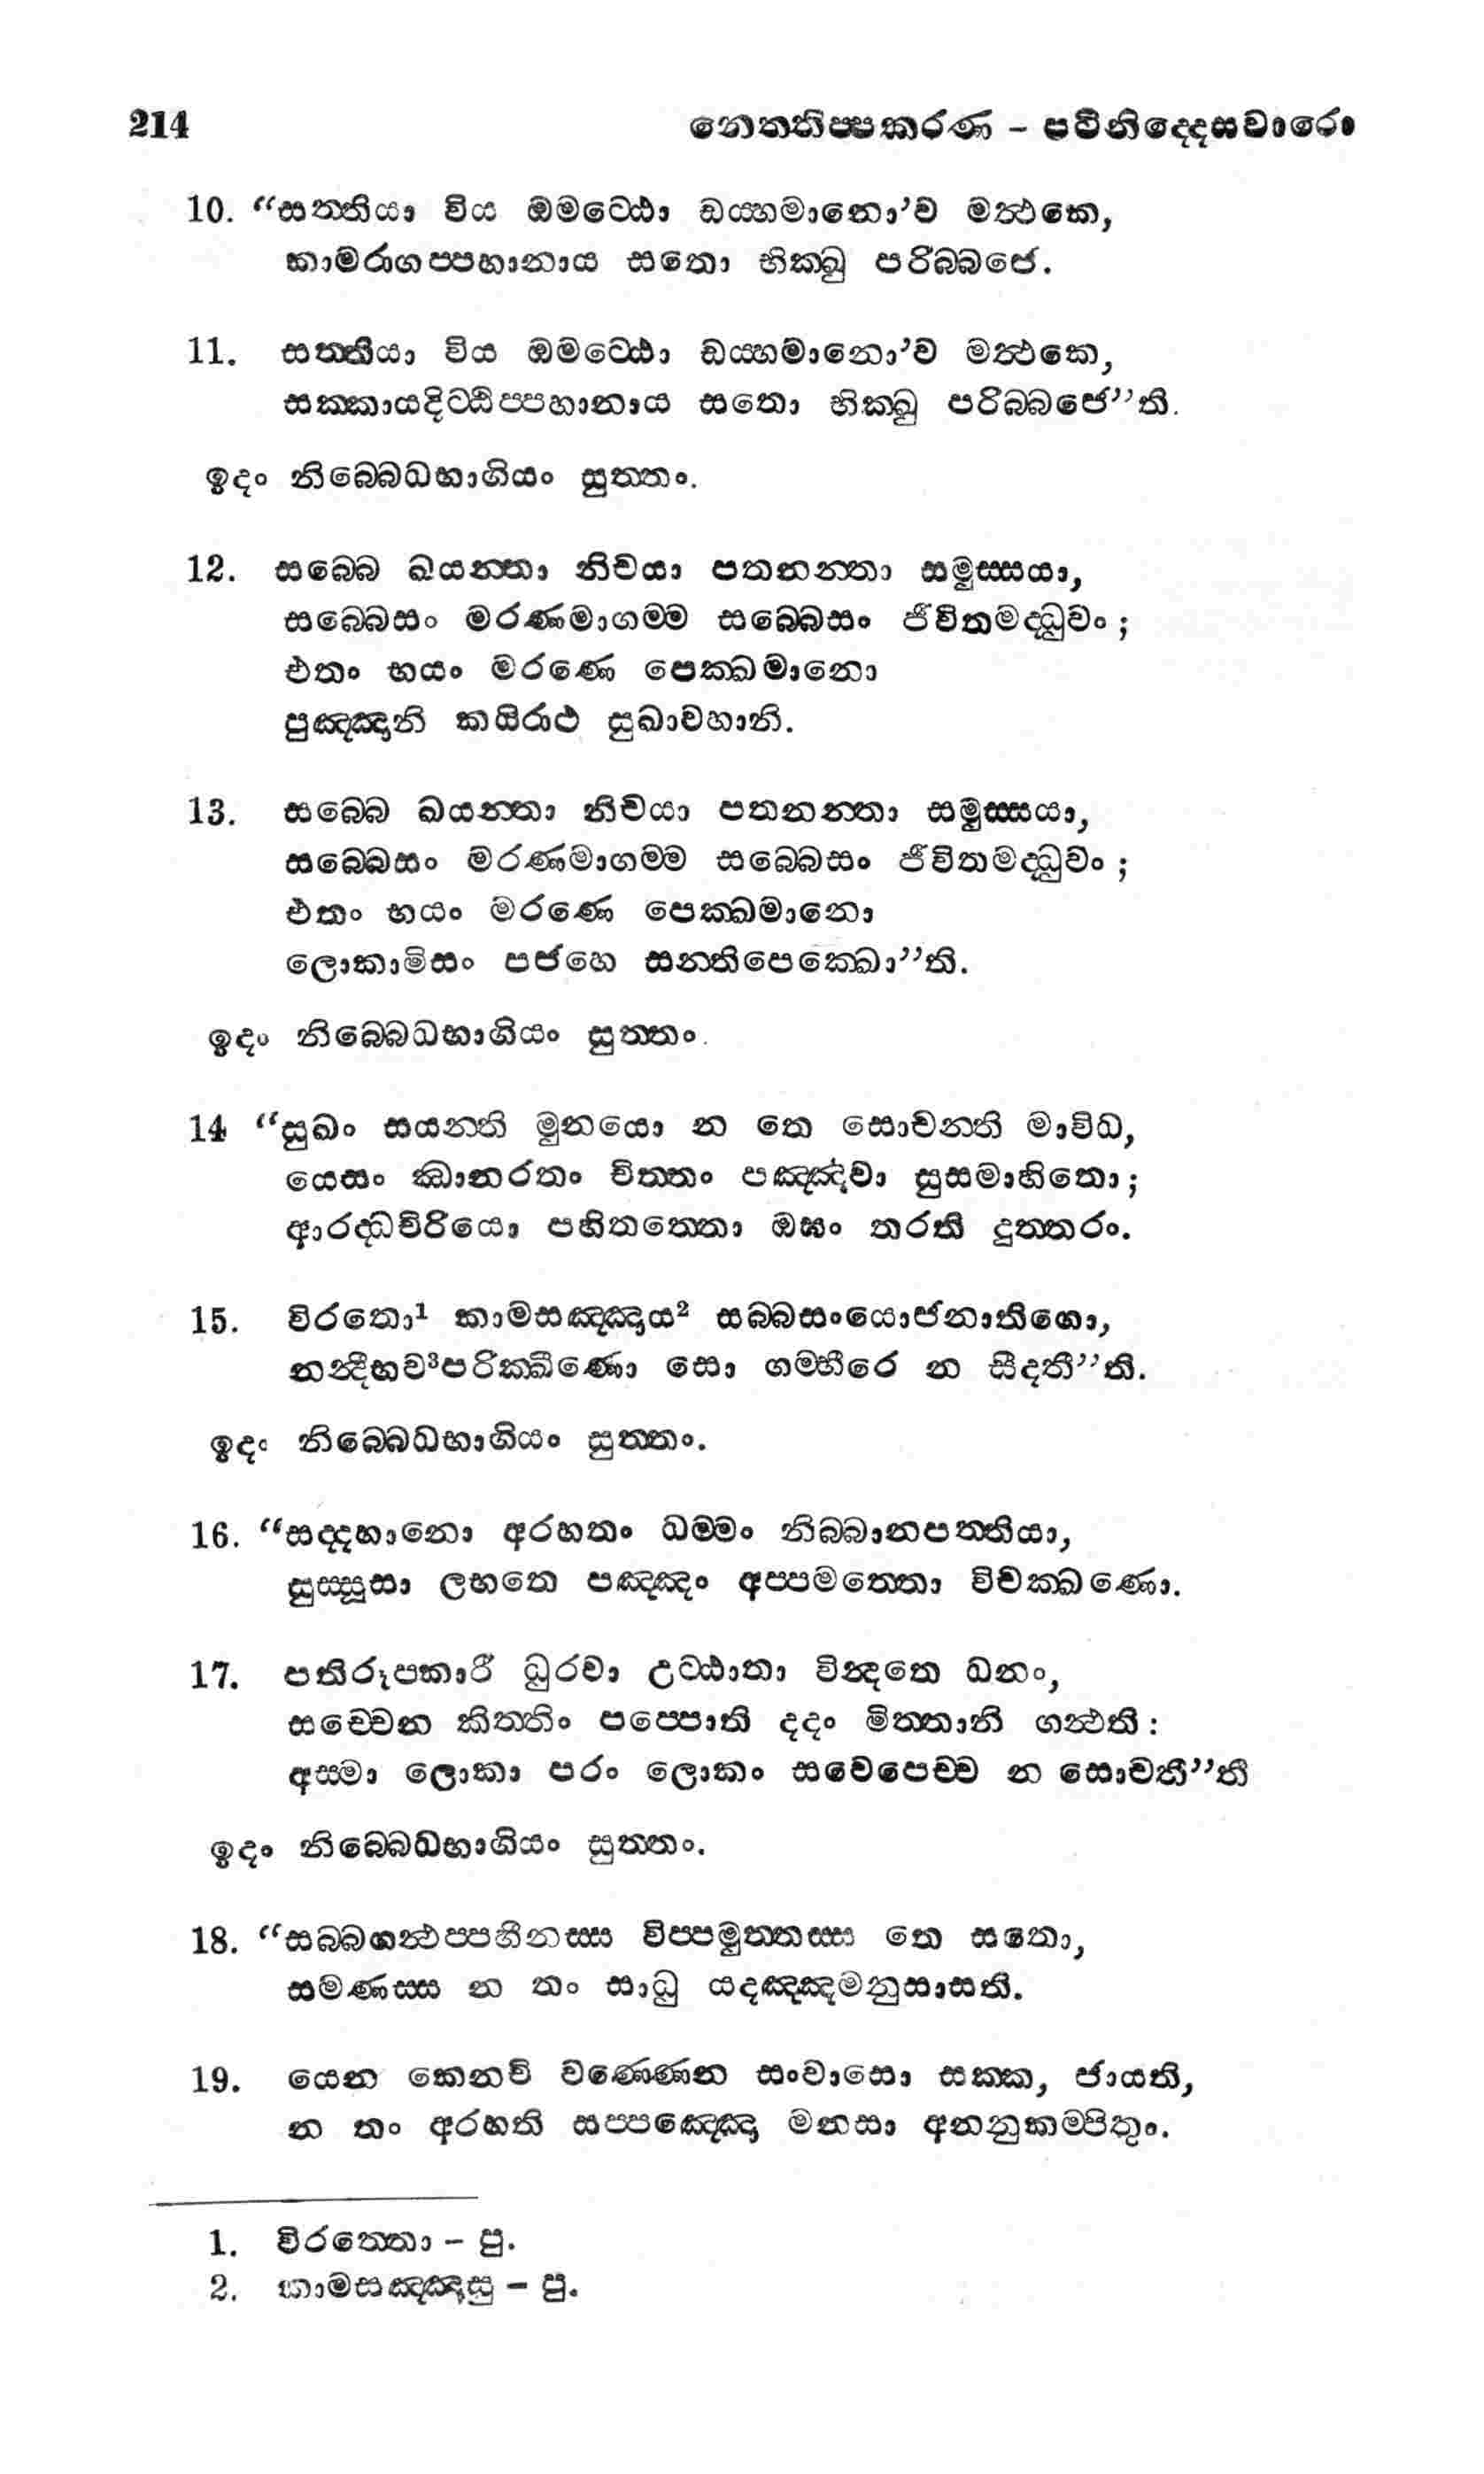 214 නෙත්තිප්පකරණ – පටිනිද්දෙසවාරො
10. “සත්තියා විය ඔමට්ඨො ඩය්හමානො’ව මත්ථකෙ,
කාමරාගප්පහානාය සතො භික්ඛු පරිබ්බජෙ.
11. සත්තියා විය ඔමට්ඨො ඩය්හමානො’ව මත්ථකෙ,
සක්කායදිට්ඨිප්පහානාය සතො භික්ඛු පරිබ්බජෙ”ති.
ඉදං නිබ්බෙධභාගියං සුත්තං.
12. සබ්බෙ ඛයන්තා නිචයා පතනන්තා සමුස්සයා,
සබ්බෙසං මරණමාගම්ම සබ්බෙසං ජීවිතමද්ධුවං ;
එතං භයං මරණෙ පෙක්ඛමානො
පුඤ්ඤානි කයිරාථ සුඛාවහානි.
13. සබ්බෙ ඛයන්තා නිචයා පතනන්තා සමුස්සයා,
සබ්බෙසං මරණමාගම්ම සබ්බෙසං ජීවිතමද්ධුවං ;
එතං භයං මරණෙ පෙක්ඛමානො
ලොකාමිසං පජහෙ සන්තිපෙක්ඛො”ති.
ඉදං නිබ්බෙධභාගියං සුත්තං.
14 “සුඛං සයන්ති මුනයො න තෙ සොචන්ති මාවිධ,
යෙසං ඣානරතං චිත්තං පඤ්ඤවා සුසමාහිතො ;
ආරද්ධවිරියො පහිතත්තො ඔඝං තරති දුත්තරං.
15. විරතො¹ කාමසඤ්ඤාය² සබ්බසංයොජනාතිගො,
නන්දීභව³පරික්ඛීණො සො ගම්භීරෙ න සීදතී”ති.
ඉදං නිබ්බෙධභාගියං සුත්තං.
16. “සද්දහානො අරහතං ධම්මං නිබ්බානපත්තියා,
සුස්සූසා ලභතෙ පඤ්ඤං අප්පමත්තො විචක්ඛණො.
17. පතිරූපකාරී ධුරවා උට්ඨාතා වින්දතෙ ධනං,
සච්චෙන කිත්තිං පප්පොති දදං මිත්තානි ගන්ථති :
අස්මා ලොකා පරං ලොකං සවෙපෙච්ච න සොචතී”ති
ඉදං නිබ්බෙධභාගියං සුත්තං.
18. “සබ්බගන්ථප්පහීනස්ස විප්පමුත්තස්ස තෙ සතො,
සමණස්ස න තං සාධු යදඤ්ඤමනුසාසති.
19. යෙන කෙනචි වණ්ණෙන සංවාසො සක්ක, ජායති,
න තං අරහති සප්පඤ්ඤො මනසා අනනුකම්පිතුං.
1. විරත්තො – පු.
2. කාමසඤ්ඤාසු – පු.